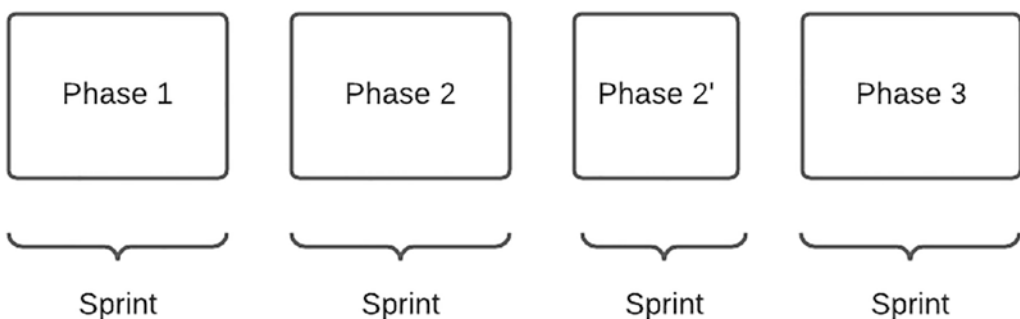 Phase 1
Phase 2
Phase 2'
Phase 3
Sprint
Sprint
Sprint
Sprint